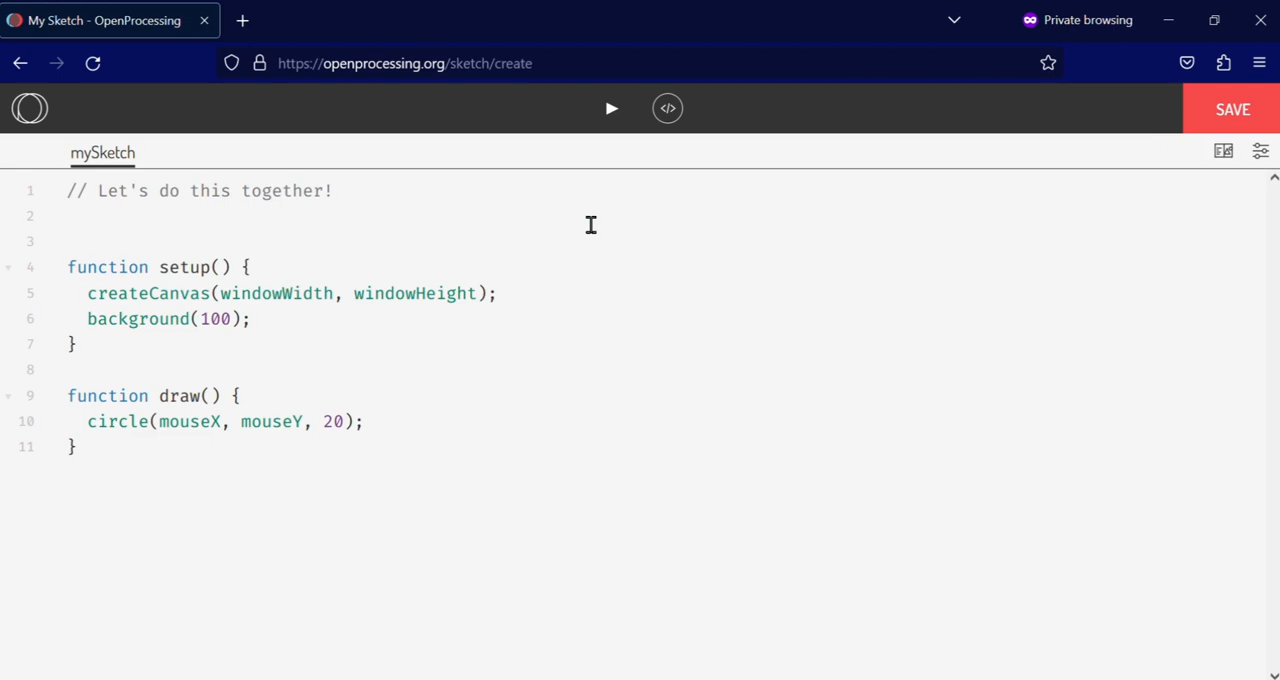 My Sketch - OpenProcessing
Private browsing
https://openprocessing.org/sketch/create
</>
SAVE
mySketch
1 // Let's do this together!
2
3
4 function setup() {
5 createCanvas(windowWidth, windowHeight);
6 background(100);
7 }
8
9 function draw() {
10 circle(mouseX, mouseY, 20);
11 }